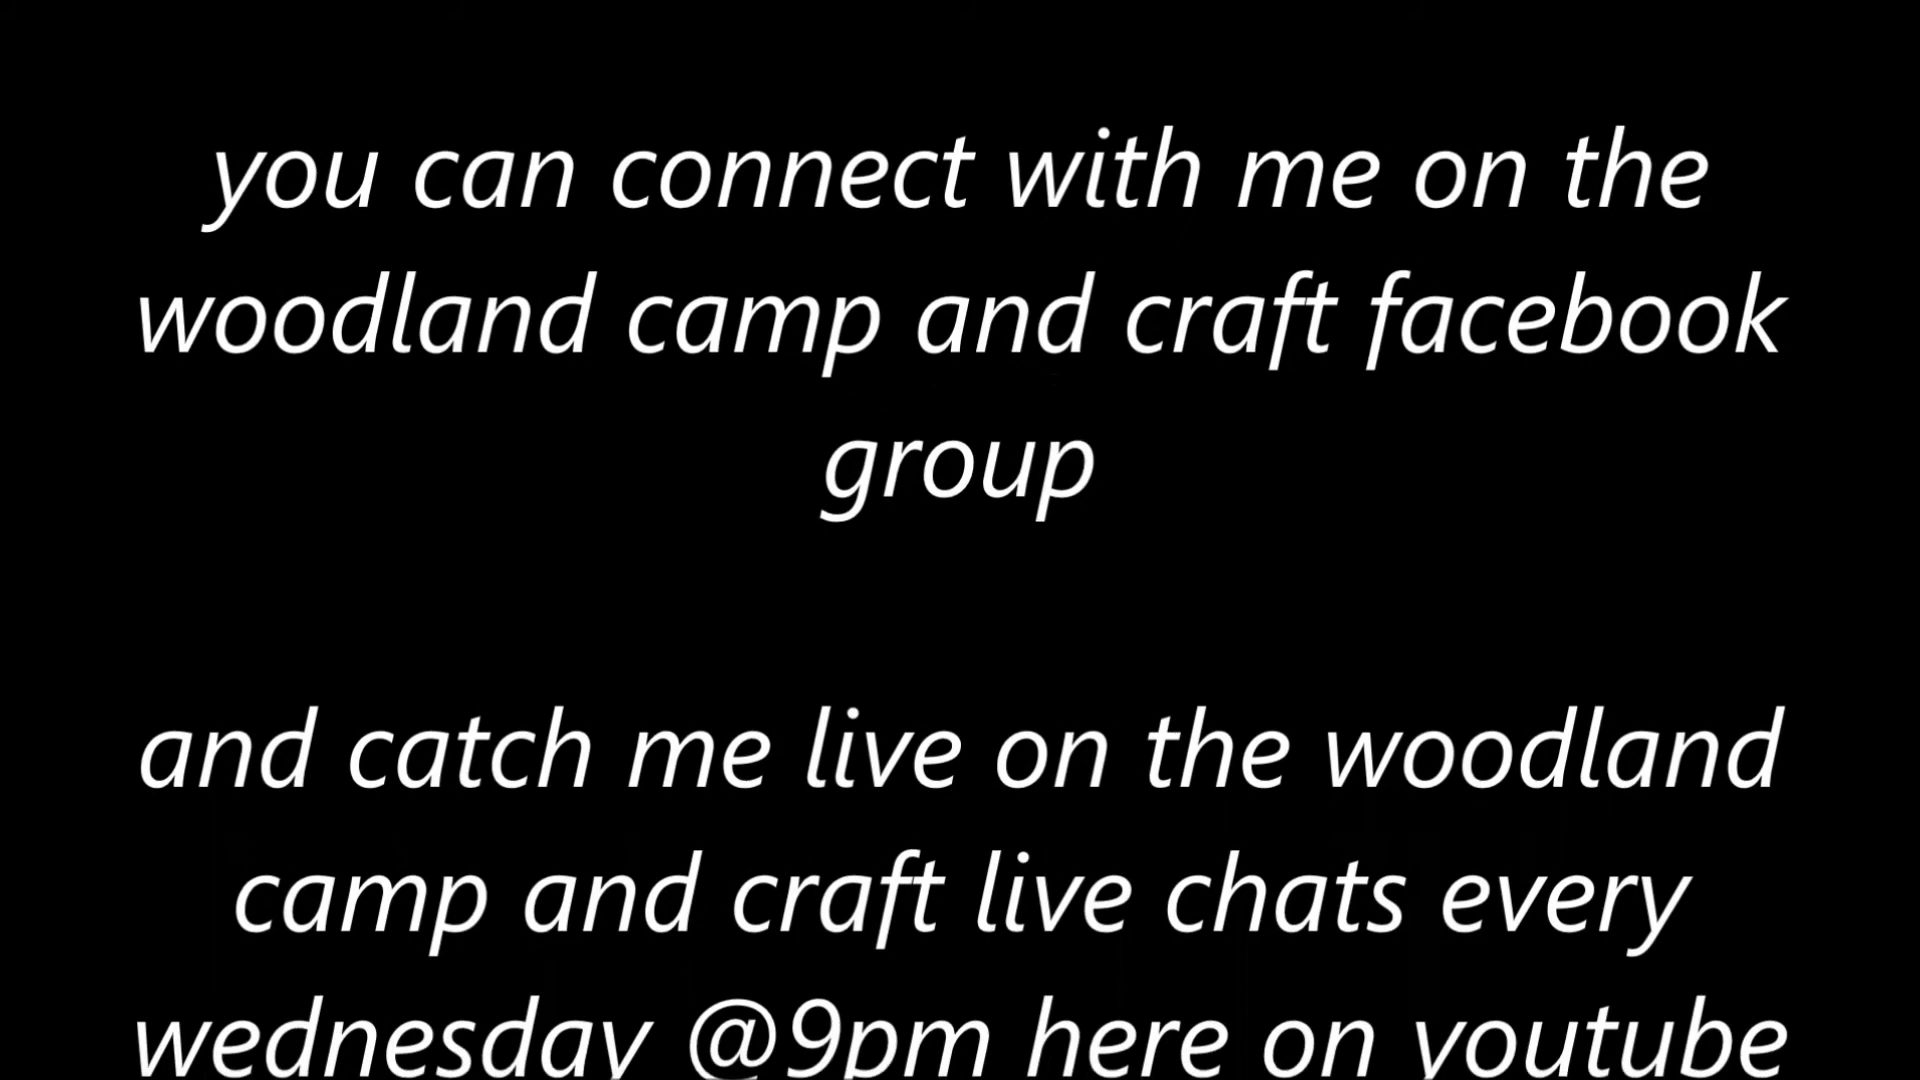 you can connect with me on the
woodland camp and craft facebook
group
and catch me live on the woodland
camp and craft live chats every
wednesday @9pm here on youtube